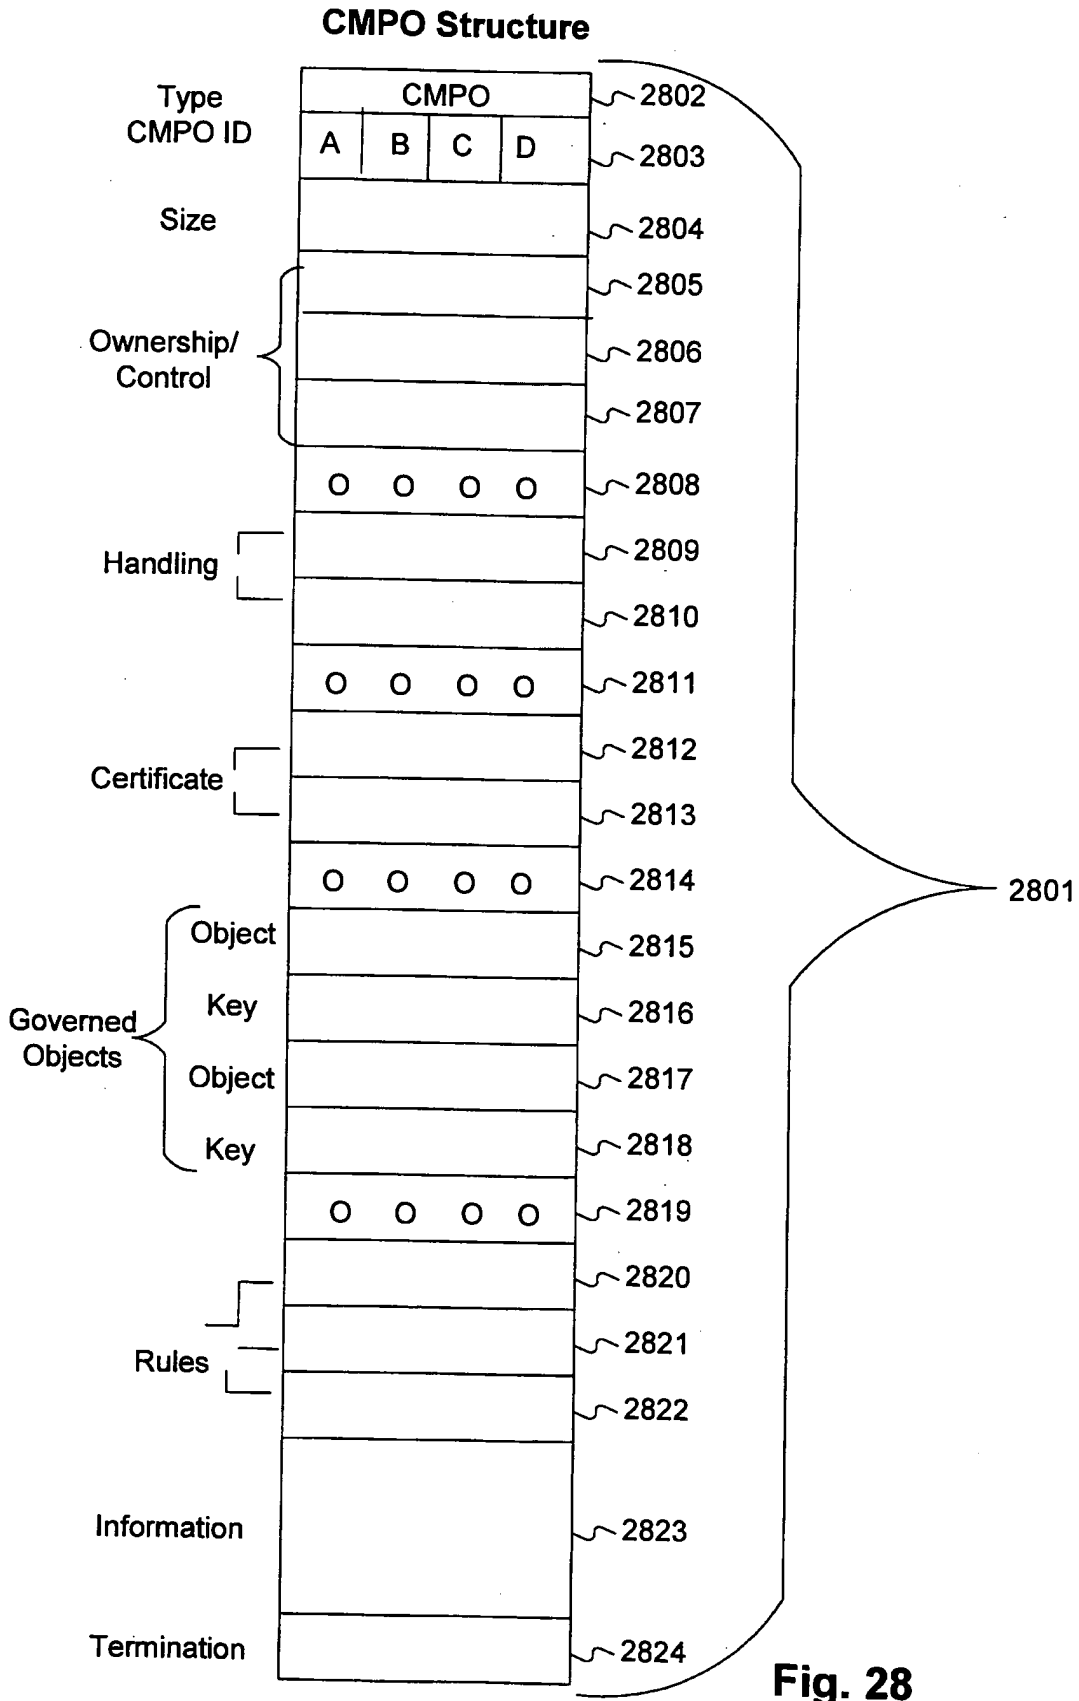 CMPO Structure
Type CMPO 2802
CMPO ID A B C D 2803
Size 2804
2805
Ownership/
Control 2806
2807
O O O O 2808
Handling 2809
2810
O O O O 2811
Certificate 2812
2813
O O O O 2814
Governed
Objects
Object 2815
Key 2816
Object 2817
Key 2818
O O O O 2819
2820
Rules 2821
2822
Information 2823
Termination 2824
2801
Fig. 28